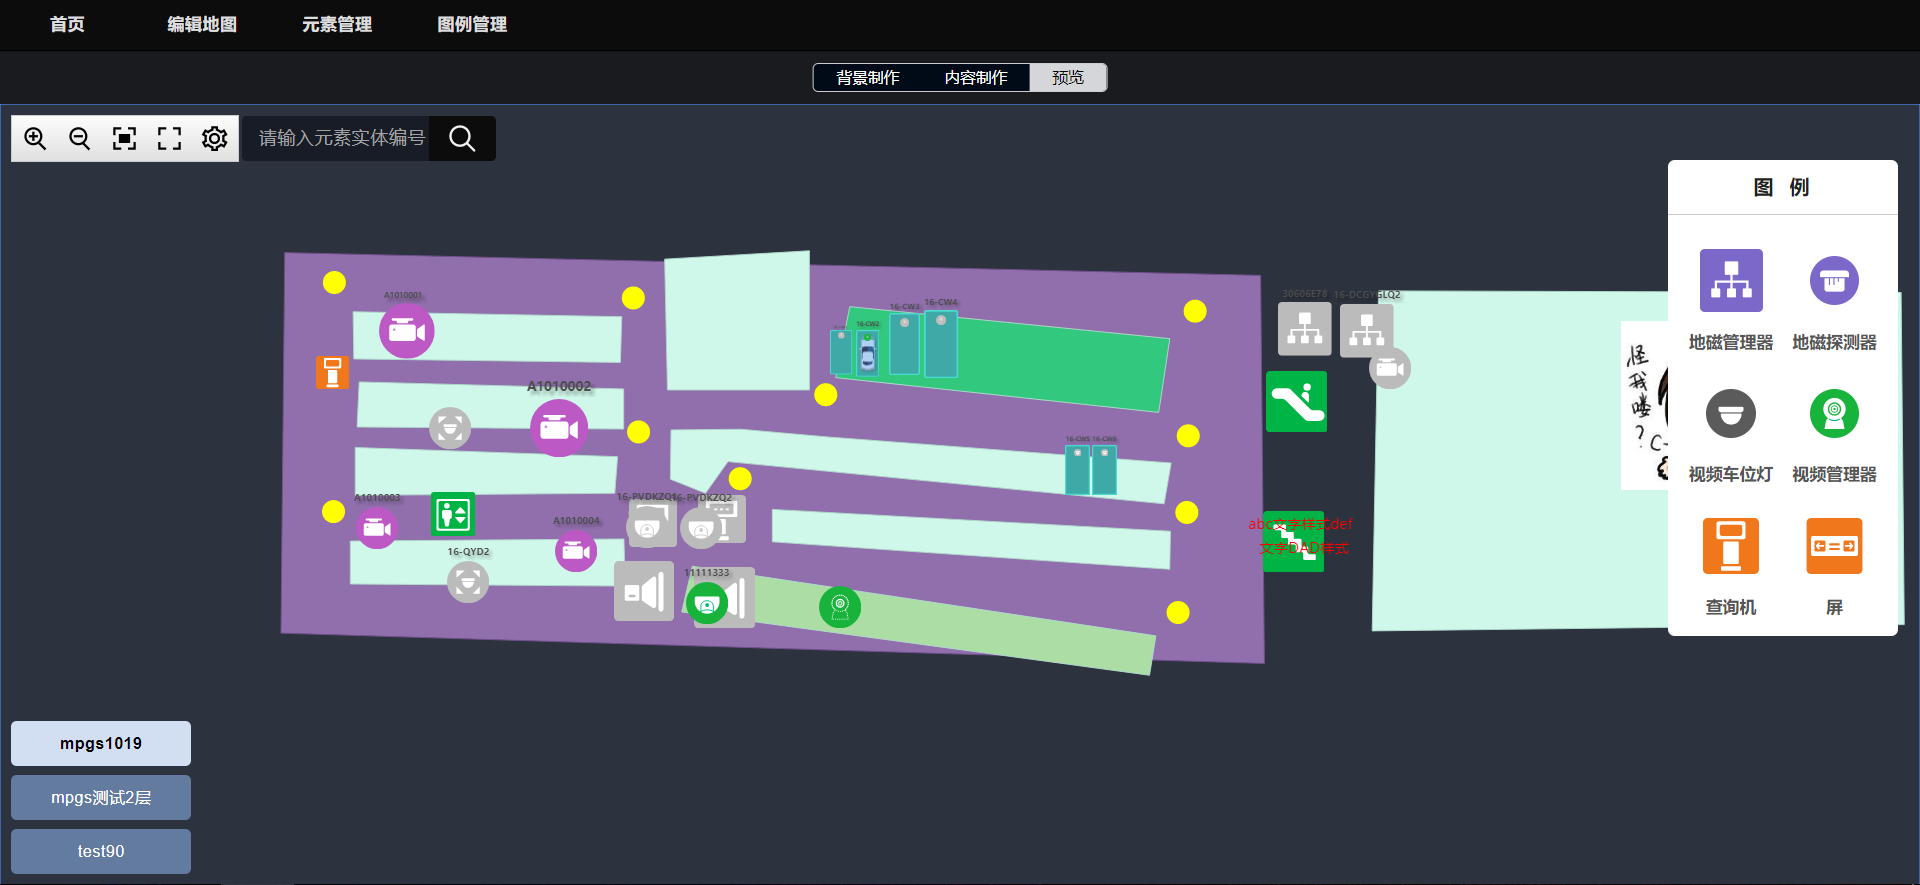 首页 编辑地图 元素管理 图例管理
背景制作 内容制作 预览
请输入元素实体编号
图 例
地磁管理器 地磁探测器
视频车位灯 视频管理器
查询机 屏
A1010001
A1010002
A1010003
A1010004
16-QYD2
16-PVDKZQ1
16-PVDKZQ2
11111333
16-CW2
16-CW3
16-CW4
16-CW5 16-CW6
30606E78 16-DCGYGLQ2
abc文字样式def
文字DAD样式
怪我喽?
mpgs1019
mpgs测试2层
test90